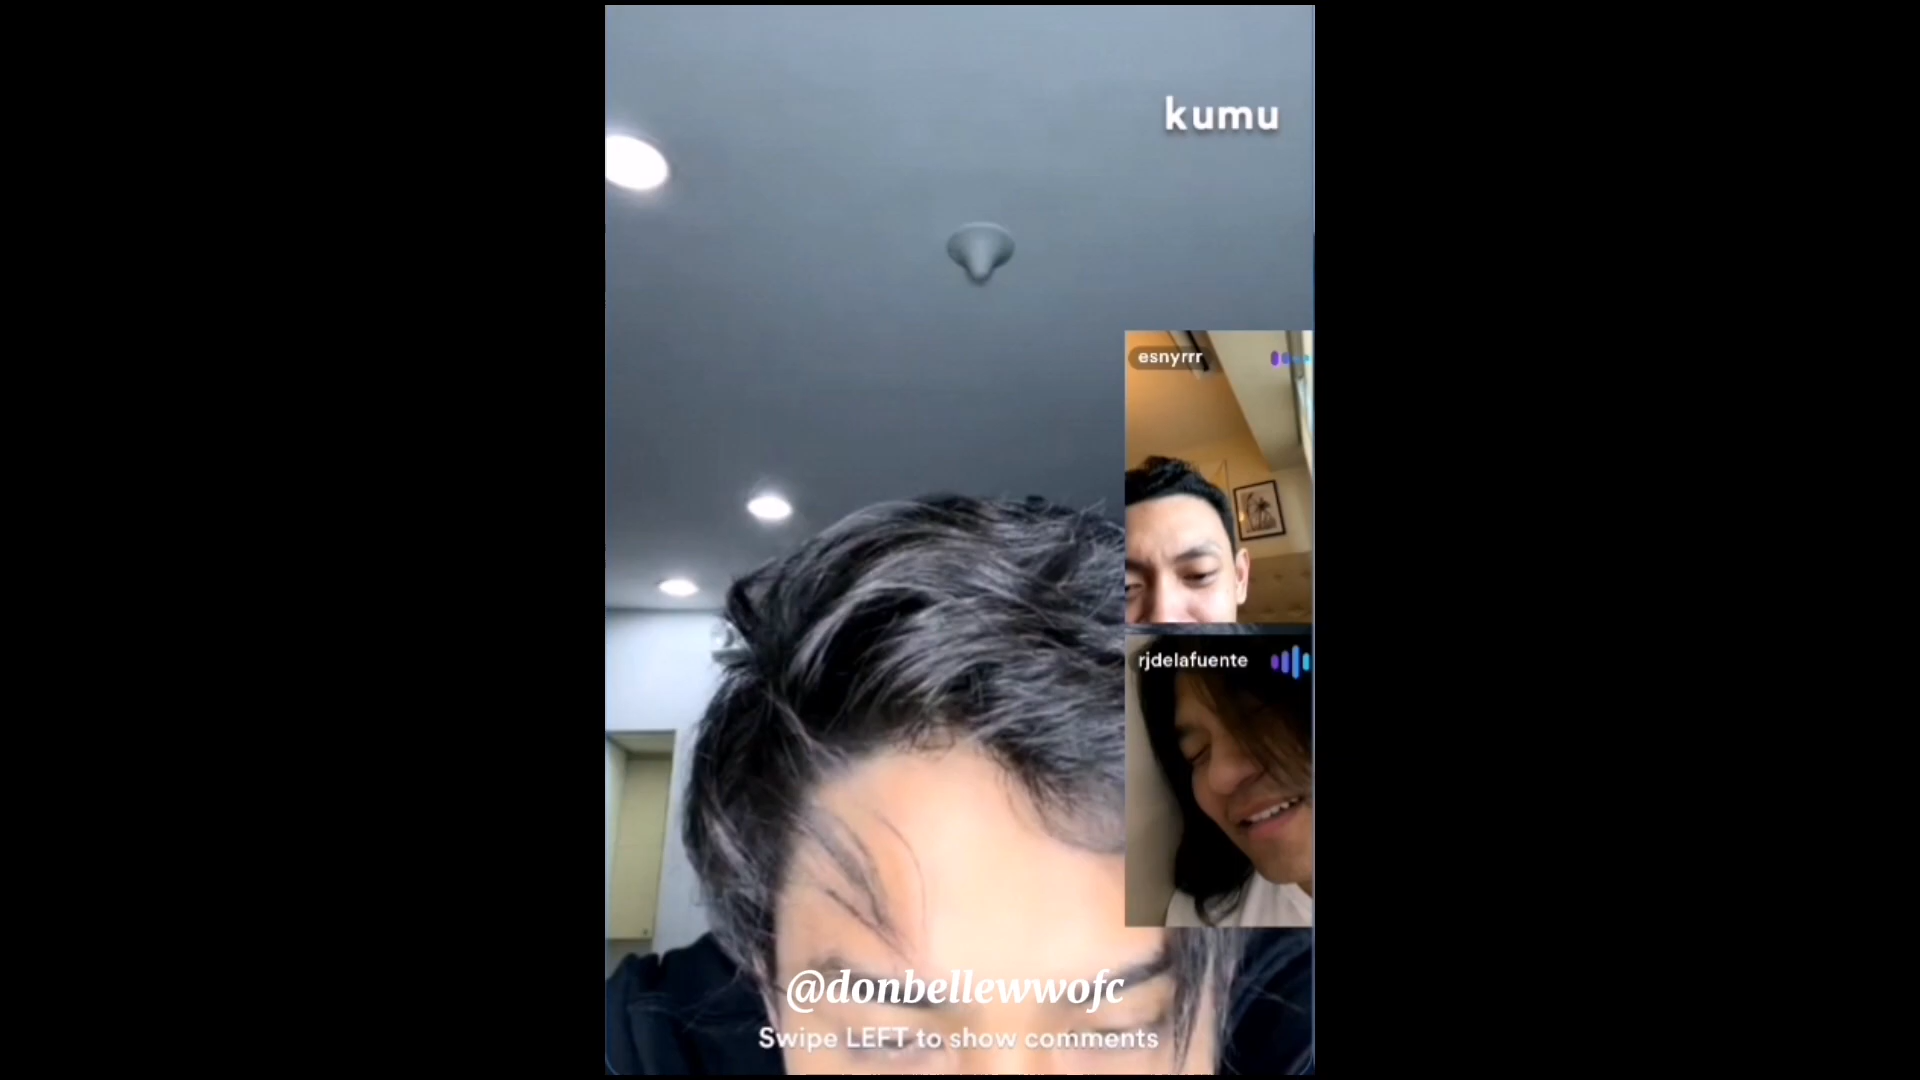 kumu
esnyrrr
rjdelafuente
@donbellewwofc
Swipe LEFT to show comments